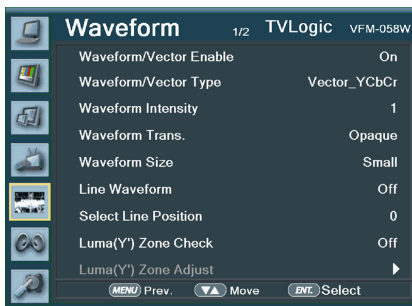 Waveform 1/2 TVLogic VFM-058W
Waveform/Vector Enable On
Waveform/Vector Type Vector_YCbCr
Waveform Intensity 1
Waveform Trans. Opaque
Waveform Size Small
Line Waveform Off
Select Line Position 0
Luma(Y') Zone Check Off
Luma(Y') Zone Adjust
MENU Prev. Move ENT. Select